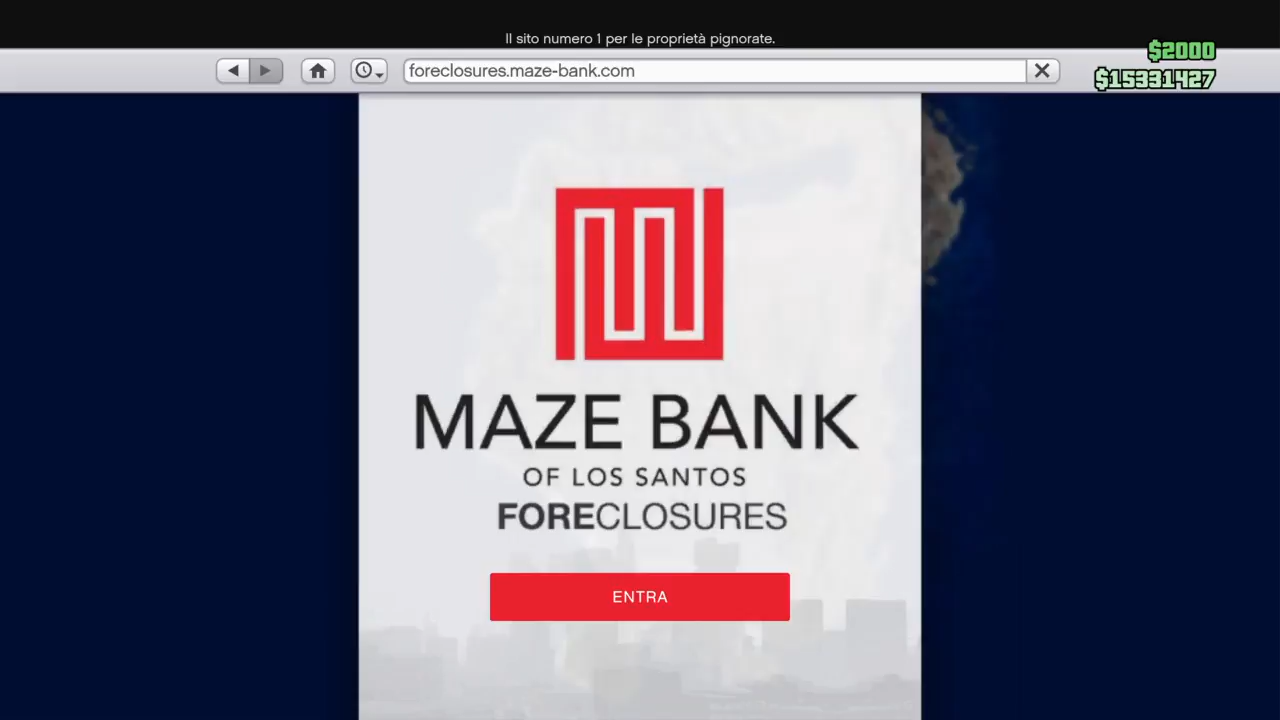 Il sito numero 1 per le proprietà pignorate.
$2000
foreclosures.maze-bank.com
$15331427
MAZE BANK
OF LOS SANTOS
FORECLOSURES
ENTRA